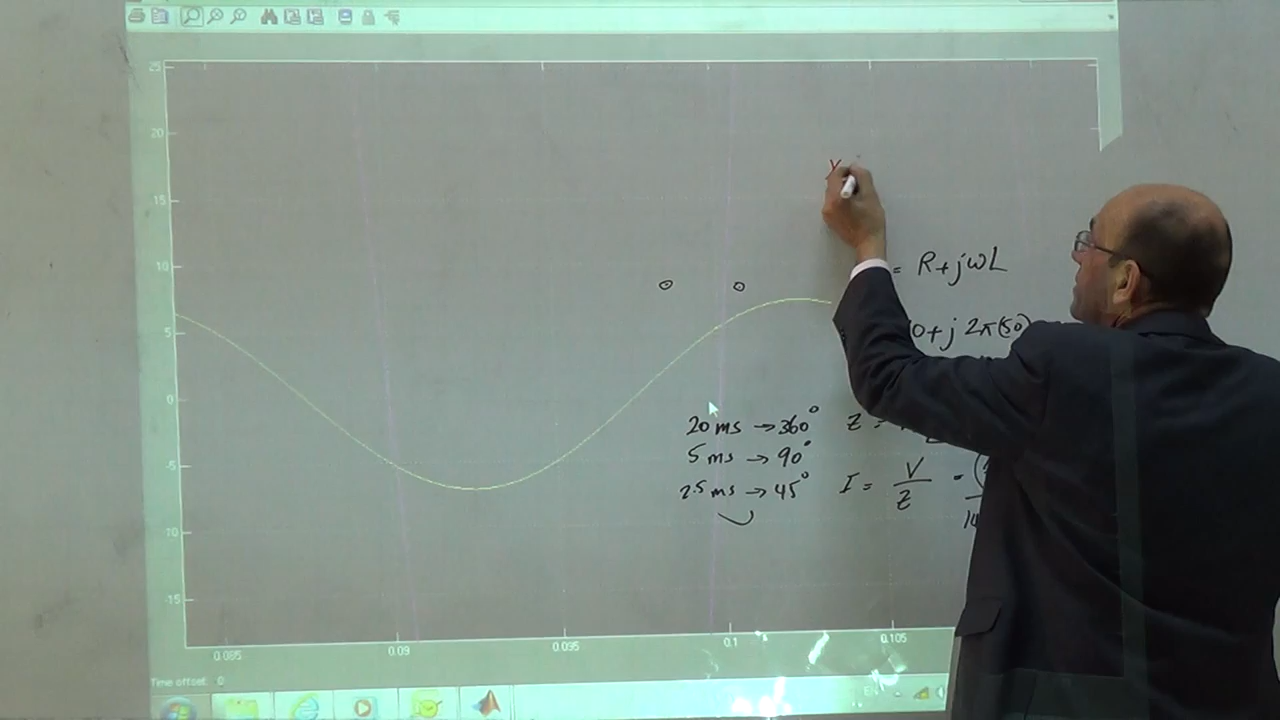 25
20
15
10
5
0
-5
-10
-15
0.085
0.09
0.095
0.1
0.105
Time offset: 0
EN
= R+jωL
0+j 2π(50)
20 ms → 360°
5 ms → 90°
2.5 ms → 45°
Z =
I = V/Z =